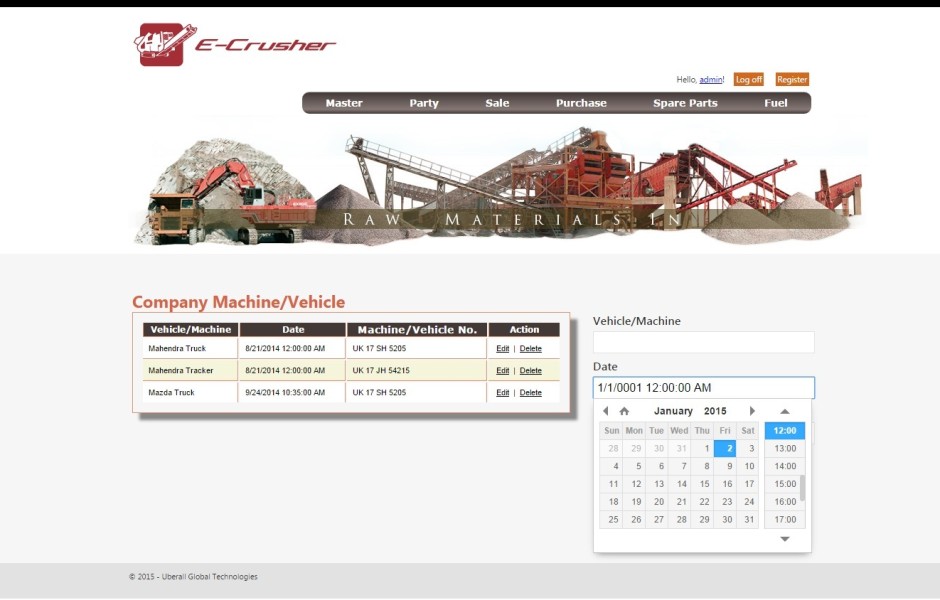 E-Crusher
Hello, admin! Log off Register
Master Party Sale Purchase Spare Parts Fuel
RAW MATERIALS IN
Company Machine/Vehicle
Vehicle/Machine Date Machine/Vehicle No. Action
Mahendra Truck 8/21/2014 12:00:00 AM UK 17 SH 5205 Edit | Delete
Mahendra Tracker 8/21/2014 12:00:00 AM UK 17 JH 54215 Edit | Delete
Mazda Truck 9/24/2014 10:35:00 AM UK 17 SH 5205 Edit | Delete
Vehicle/Machine
Date
1/1/0001 12:00:00 AM
January 2015
Sun Mon Tue Wed Thu Fri Sat 12:00
28 29 30 31 1 2 3 13:00
4 5 6 7 8 9 10 14:00
11 12 13 14 15 16 17 15:00
18 19 20 21 22 23 24 16:00
25 26 27 28 29 30 31 17:00
© 2015 - Uberall Global Technologies